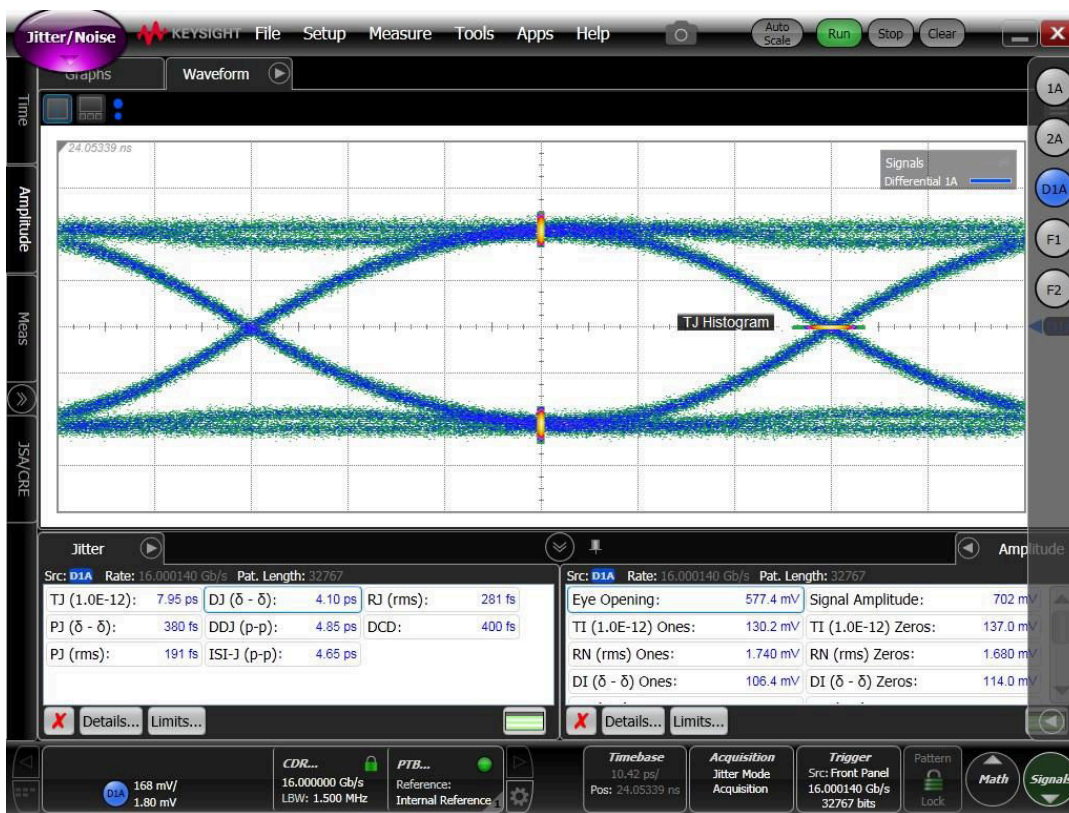 Jitter/Noise
KEYSIGHT File Setup Measure Tools Apps Help
Auto Scale
Run Stop Clear
Graphs Waveform
Time
Amplitude
Meas
JSA/CRE
1A
2A
D1A
F1
F2
24.05339 ns
Signals
Differential 1A
TJ Histogram
Jitter
Src: D1A Rate: 16.000140 Gb/s Pat. Length: 32767
TJ (1.0E-12): 7.95 ps DJ (δ - δ): 4.10 ps RJ (rms): 281 fs
PJ (δ - δ): 380 fs DDJ (p-p): 4.85 ps DCD: 400 fs
PJ (rms): 191 fs ISI-J (p-p): 4.65 ps
Details... Limits...
Amplitude
Src: D1A Rate: 16.000140 Gb/s Pat. Length: 32767
Eye Opening: 577.4 mV Signal Amplitude: 702 mV
TI (1.0E-12) Ones: 130.2 mV TI (1.0E-12) Zeros: 137.0 mV
RN (rms) Ones: 1.740 mV RN (rms) Zeros: 1.680 mV
DI (δ - δ) Ones: 106.4 mV DI (δ - δ) Zeros: 114.0 mV
Details... Limits...
D1A
168 mV/
1.80 mV
CDR...
16.000000 Gb/s
LBW: 1.500 MHz
PTB...
Reference:
Internal Reference
1
Timebase
10.42 ps/
Pos: 24.05339 ns
Acquisition
Jitter Mode
Acquisition
Trigger
Src: Front Panel
16.000140 Gb/s
32767 bits
Pattern
Lock
Math
Signals